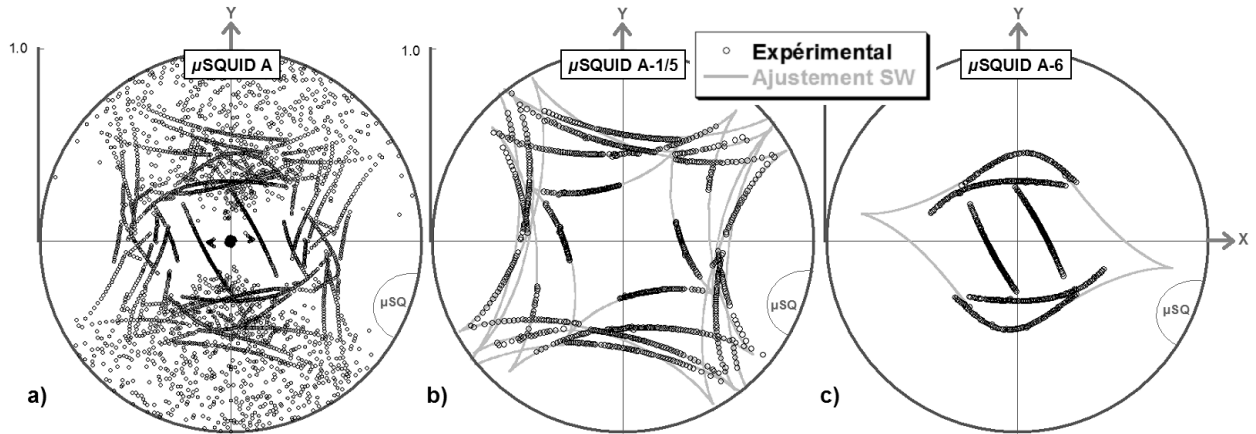 Y
1.0
µSQUID A
µSQ
a)
Y
1.0
µSQUID A-1/5
µSQ
b)
Expérimental
Ajustement SW
Y
µSQUID A-6
X
µSQ
c)